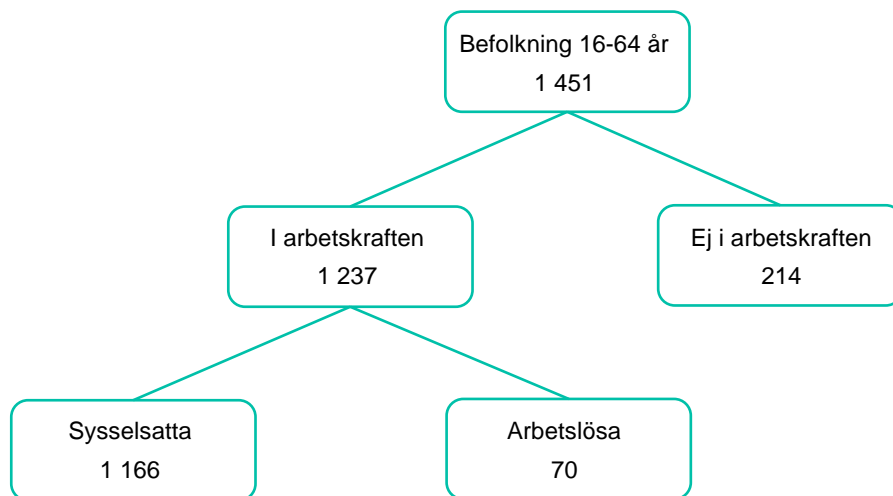 Befolkning 16-64 år
1 451
I arbetskraften
1 237
Ej i arbetskraften
214
Sysselsatta
1 166
Arbetslösa
70